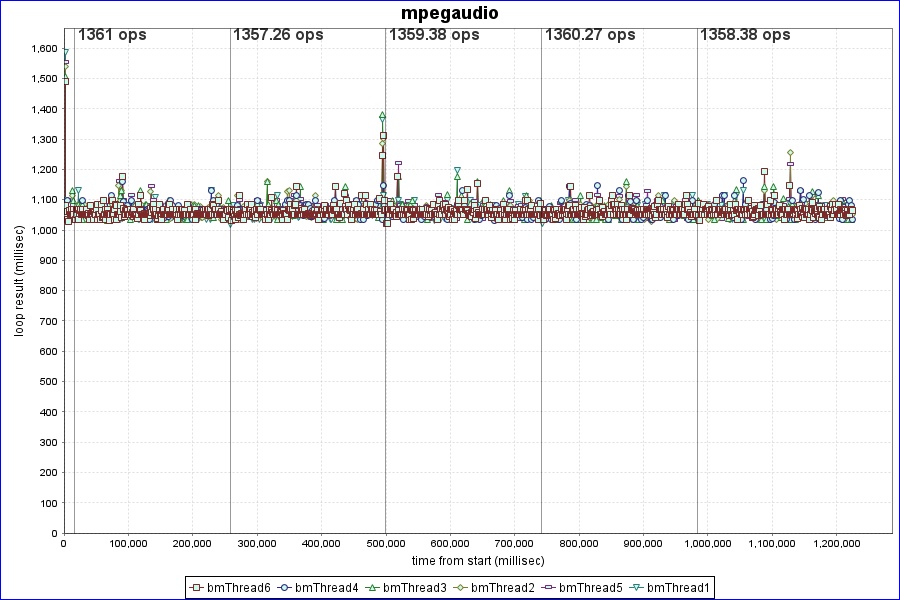 mpegaudio
1361 ops 1357.26 ops 1359.38 ops 1360.27 ops 1358.38 ops
1,600
1,500
1,400
1,300
1,200
1,100
1,000
900
800
700
600
500
400
300
200
100
0
loop result (millisec)
0 100,000 200,000 300,000 400,000 500,000 600,000 700,000 800,000 900,000 1,000,000 1,100,000 1,200,000
time from start (millisec)
bmThread6 bmThread4 bmThread3 bmThread2 bmThread5 bmThread1